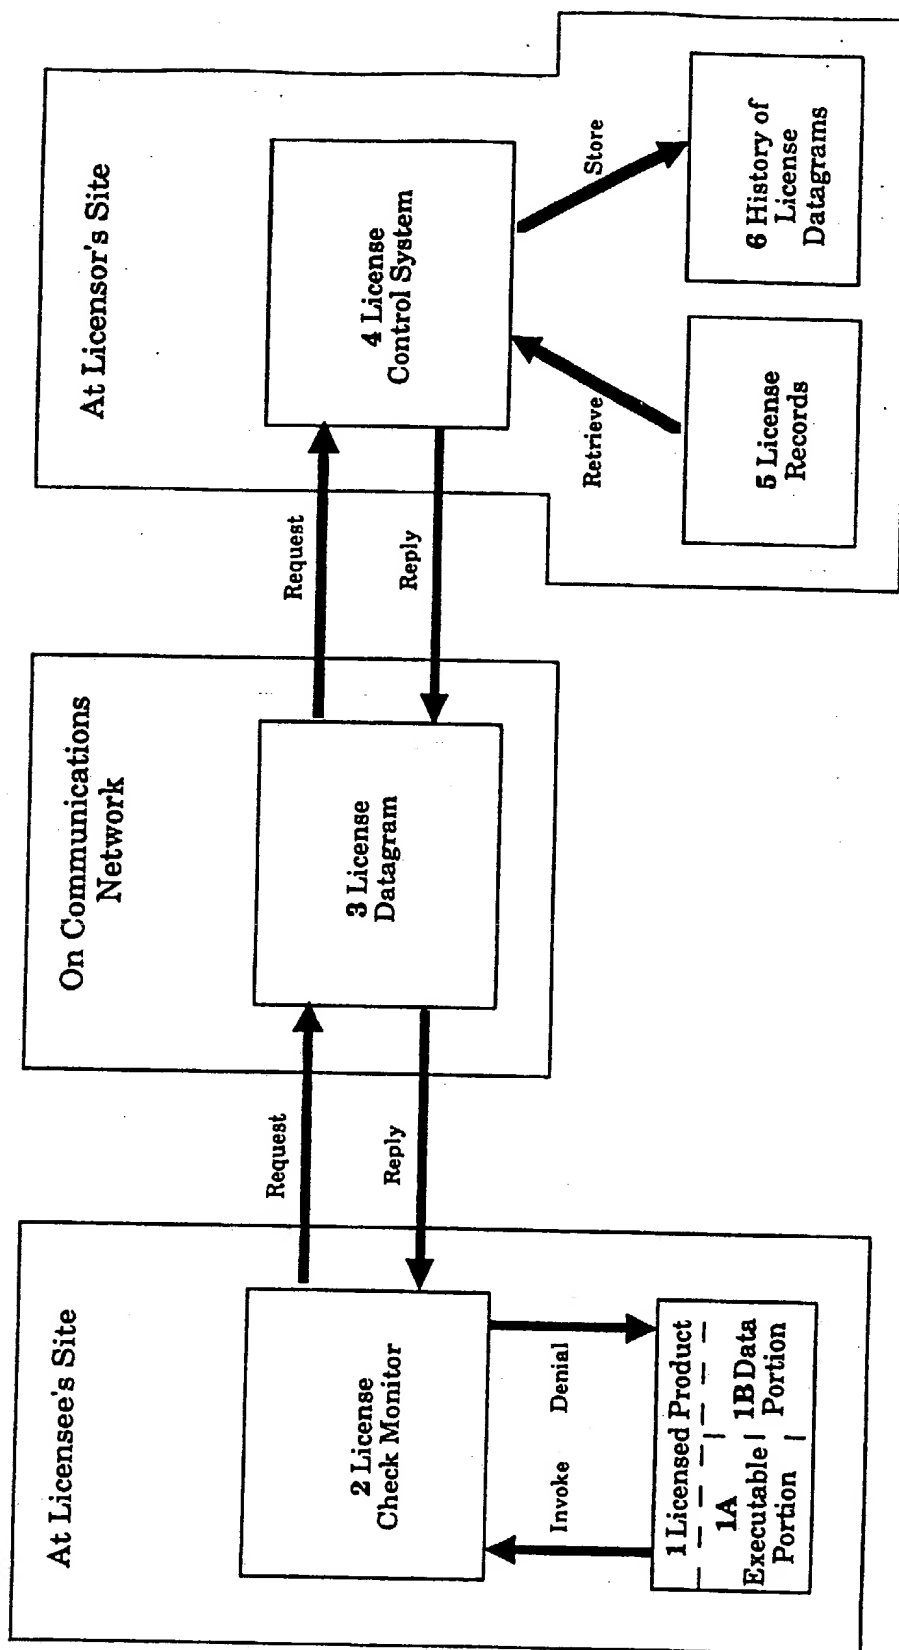 At Licensee's Site
2 License
Check Monitor
Invoke
Denial
1 Licensed Product
1A
Executable
Portion
1B Data
Portion
Request
Reply
On Communications
Network
3 License
Datagram
Request
Reply
At Licensor's Site
4 License
Control System
Retrieve
Store
5 License
Records
6 History of
License
Datagrams